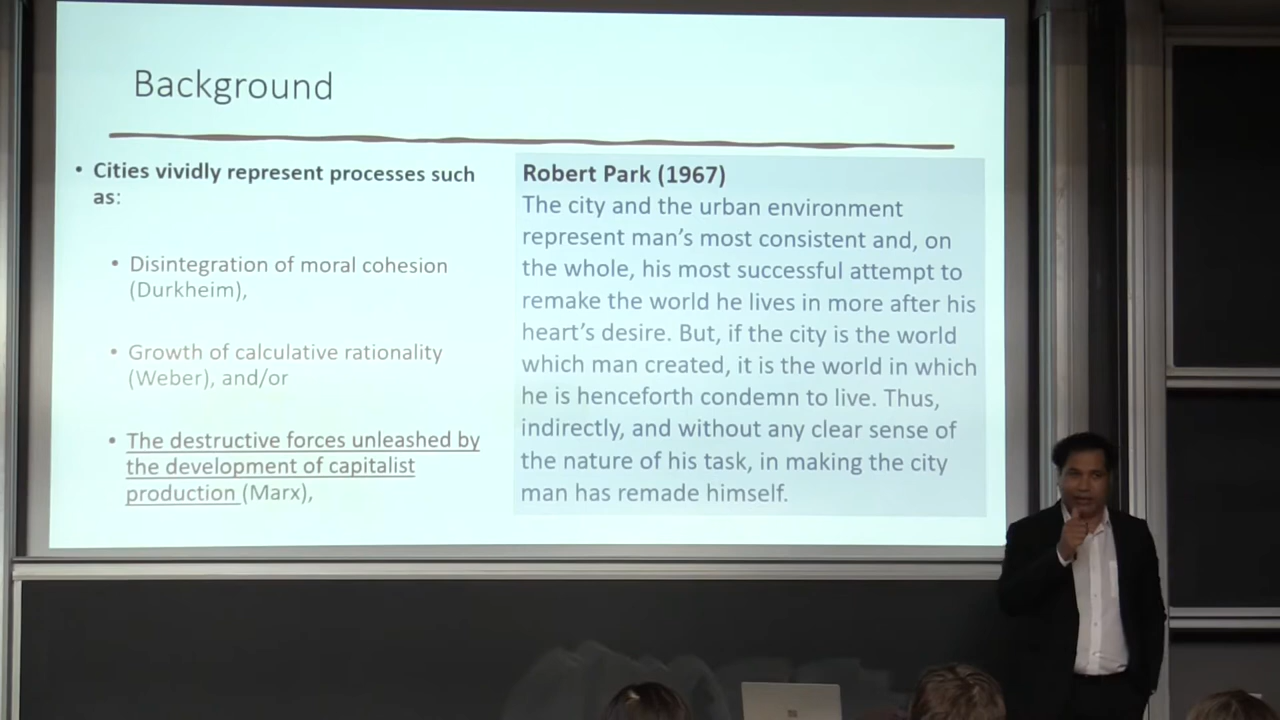 Background
• Cities vividly represent processes such
as:
• Disintegration of moral cohesion
(Durkheim),
• Growth of calculative rationality
(Weber), and/or
• The destructive forces unleashed by
the development of capitalist
production (Marx),
Robert Park (1967)
The city and the urban environment
represent man's most consistent and, on
the whole, his most successful attempt to
remake the world he lives in more after his
heart's desire. But, if the city is the world
which man created, it is the world in which
he is henceforth condemn to live. Thus,
indirectly, and without any clear sense of
the nature of his task, in making the city
man has remade himself.